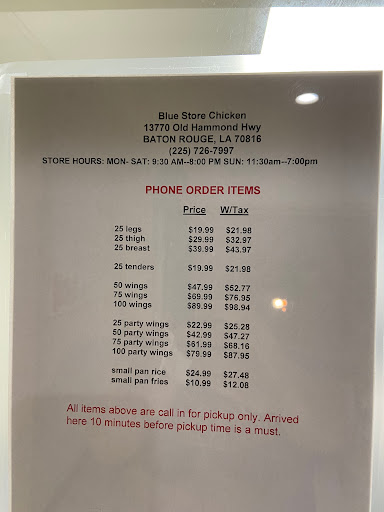 Blue Store Chicken
13770 Old Hammond Hwy
BATON ROUGE, LA 70816
(225) 726-7997
STORE HOURS: MON- SAT: 9:30 AM--8:00 PM SUN: 11:30am--7:00pm
PHONE ORDER ITEMS
Price W/Tax
25 legs $19.99 $21.98
25 thigh $29.99 $32.97
25 breast $39.99 $43.97
25 tenders $19.99 $21.98
50 wings $47.99 $52.77
75 wings $69.99 $76.95
100 wings $89.99 $98.94
25 party wings $22.99 $25.28
50 party wings $42.99 $47.27
75 party wings $61.99 $68.16
100 party wings $79.99 $87.95
small pan rice $24.99 $27.48
small pan fries $10.99 $12.08
All items above are call in for pickup only. Arrived
here 10 minutes before pickup time is a must.